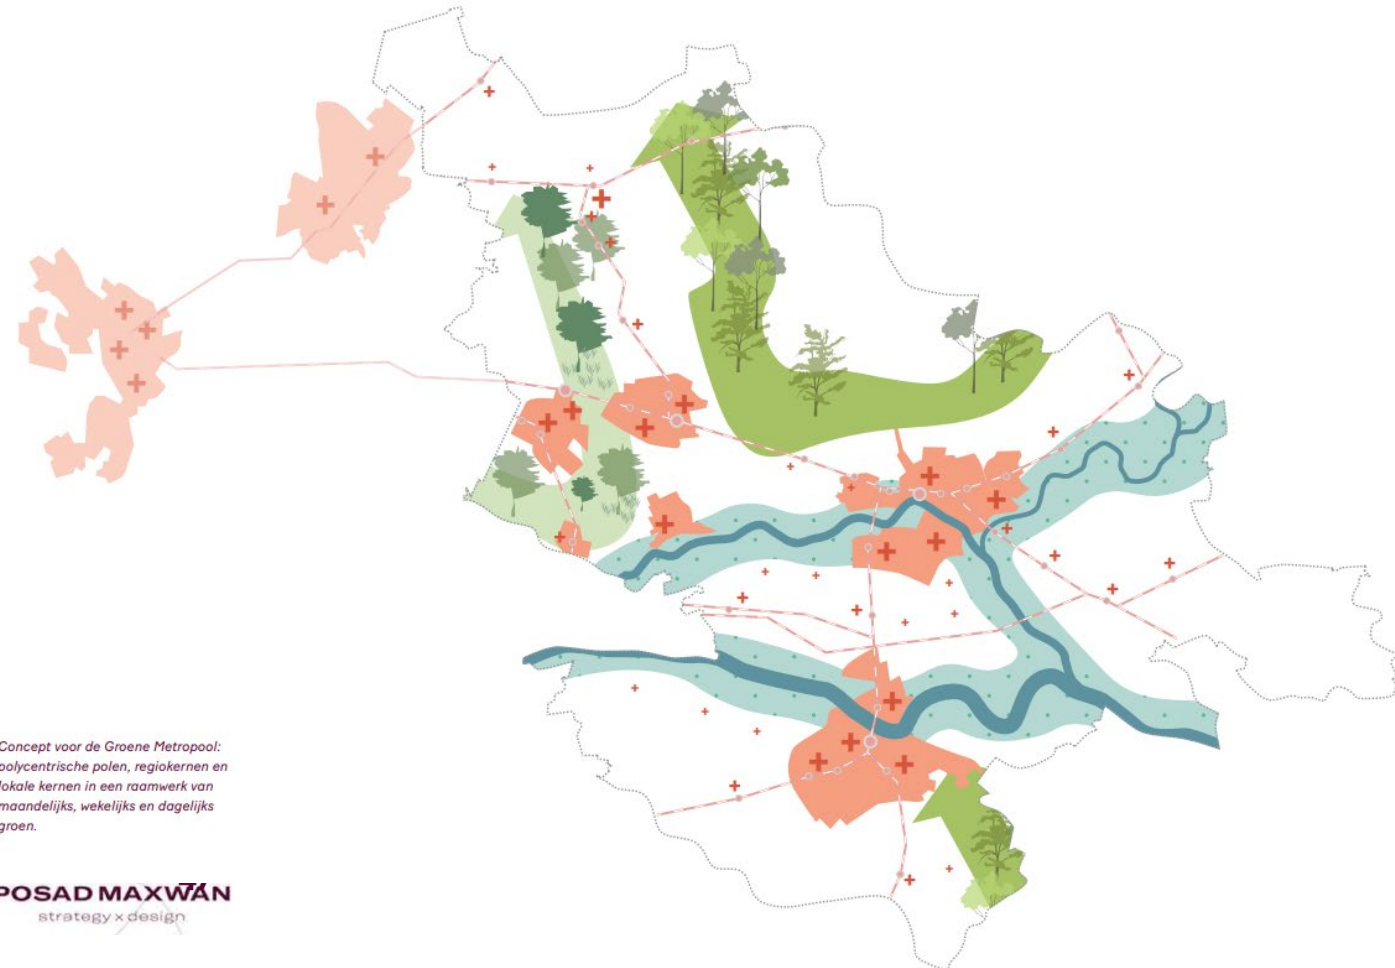 Concept voor de Groene Metropool:
polycentrische polen, regiokernen en
lokale kernen in een raamwerk van
maandelijks, wekelijks en dagelijks
groen.
POSAD MAXWAN
strategy x design